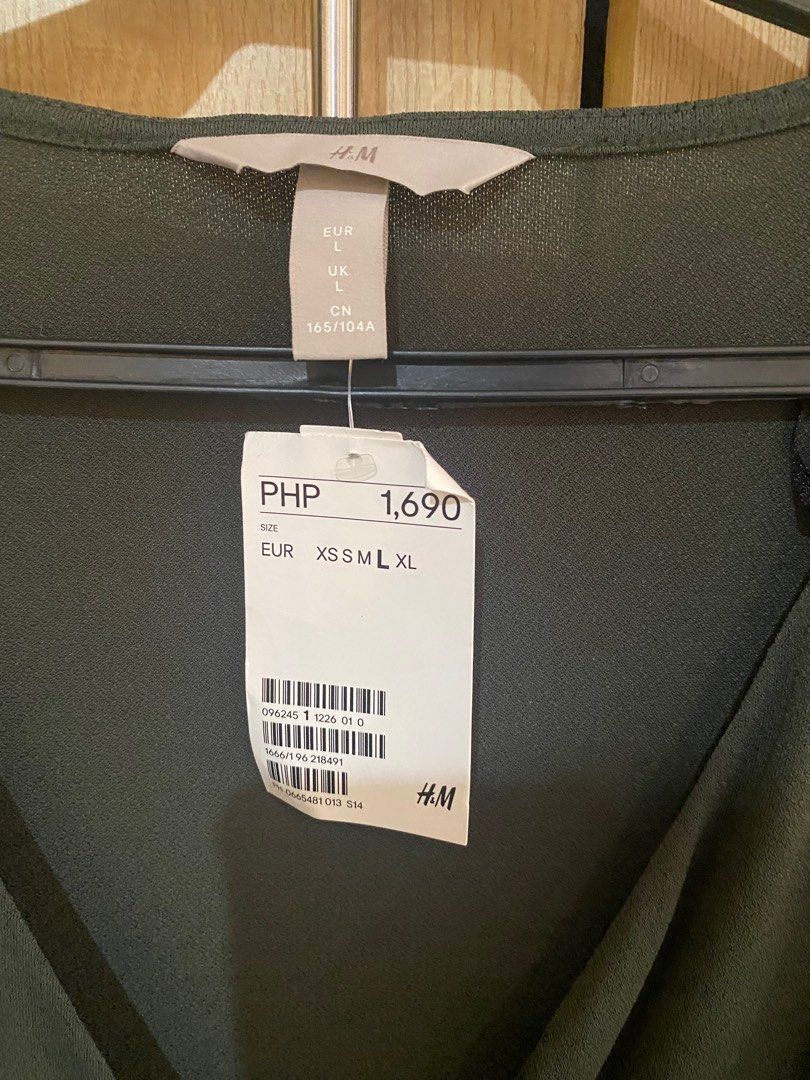 H&M
EUR
L
UK
L
CN
165/104A
PHP 1,690
SIZE
EUR XS S M L XL
096245 1 1226 01 0
1666/1 96 218491
PH 0665481 013 S14
H&M